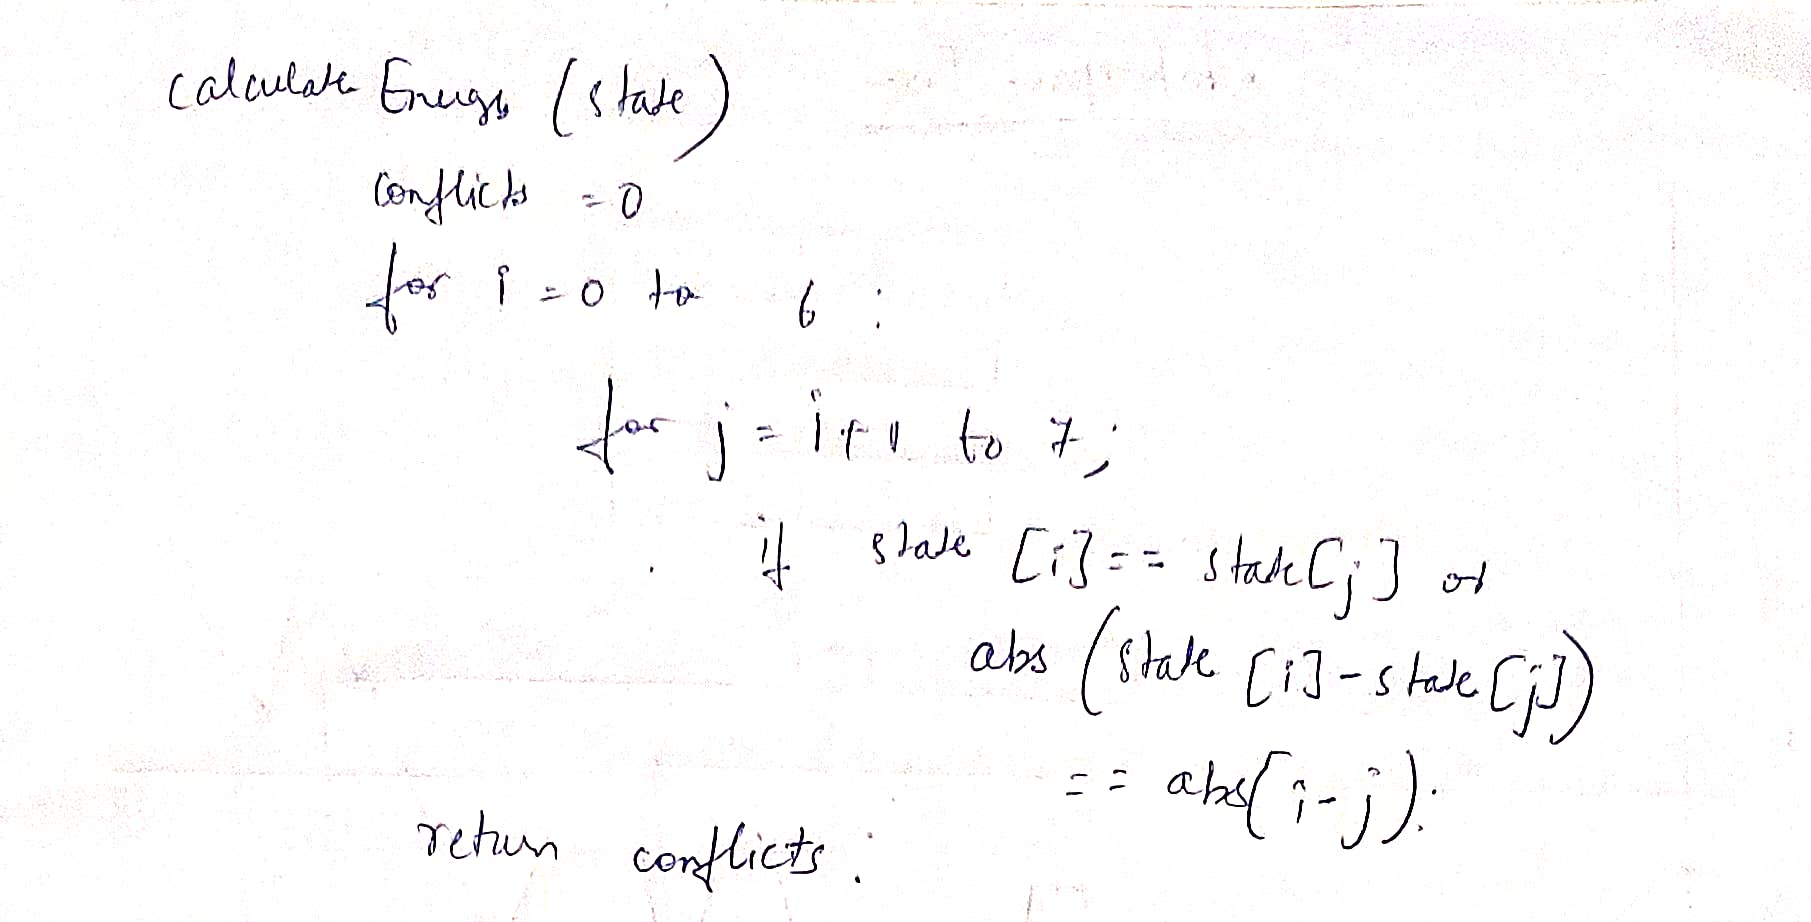 calculate Energy (state)
conflicts = 0
for i = 0 to 6 :
for j = i+1 to 7;
if state [i] == state[j] or
abs (state [i] - state [j])
== abs(i-j):
return conflicts :